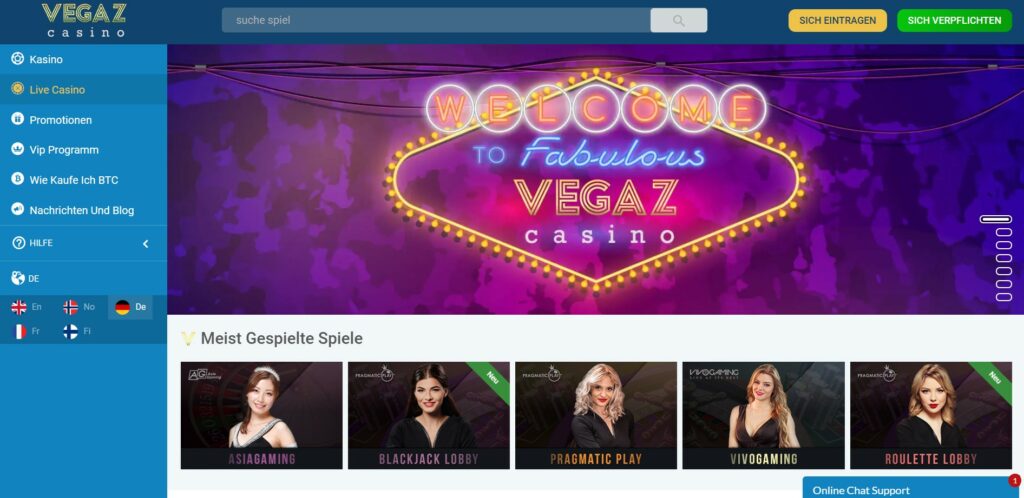 VEGAZ
casino
suche spiel
SICH EINTRAGEN
SICH VERPFLICHTEN
Kasino
Live Casino
Promotionen
Vip Programm
Wie Kaufe Ich BTC
Nachrichten Und Blog
HILFE
DE
En No De
Fr Fi
WELCOME
TO Fabulous
VEGAZ
casino
Meist Gespielte Spiele
AG
ASIAGAMING
PRAGMATIC PLAY
Neu
BLACKJACK LOBBY
PRAGMATIC PLAY
PRAGMATIC PLAY
VIVOGAMING
VIVOGAMING
PRAGMATIC PLAY
Neu
ROULETTE LOBBY
Online Chat Support
1